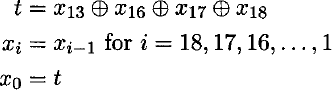 t = x₁₃ ⊕ x₁₆ ⊕ x₁₇ ⊕ x₁₈
xᵢ = xᵢ₋₁ for i = 18, 17, 16, . . . , 1
x₀ = t